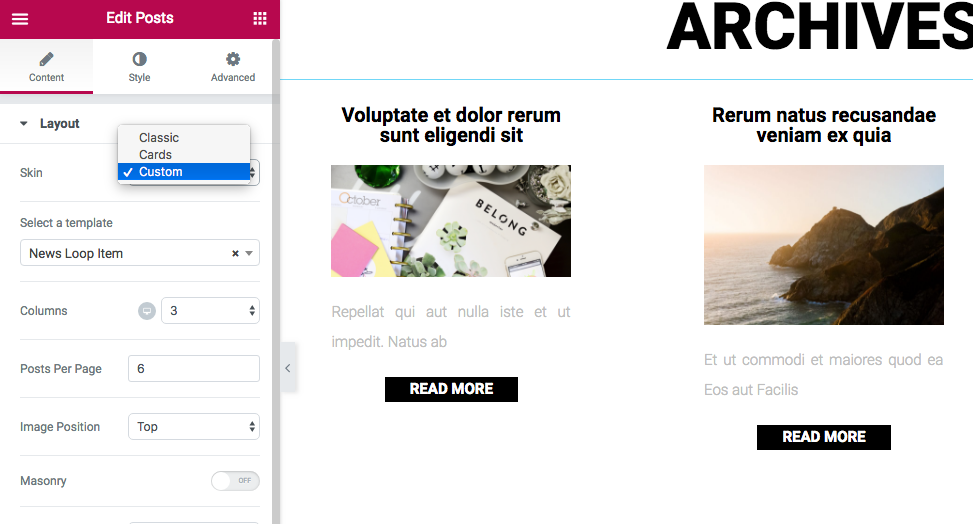 Edit Posts
Content
Style
Advanced
Layout
Skin
Classic
Cards
Custom
Select a template
News Loop Item
Columns
3
Posts Per Page
6
Image Position
Top
Masonry
OFF
ARCHIVES
Voluptate et dolor rerum
sunt eligendi sit
October
BELONG
Repellat qui aut nulla iste et ut
impedit. Natus ab
READ MORE
Rerum natus recusandae
veniam ex quia
Et ut commodi et maiores quod ea
Eos aut Facilis
READ MORE